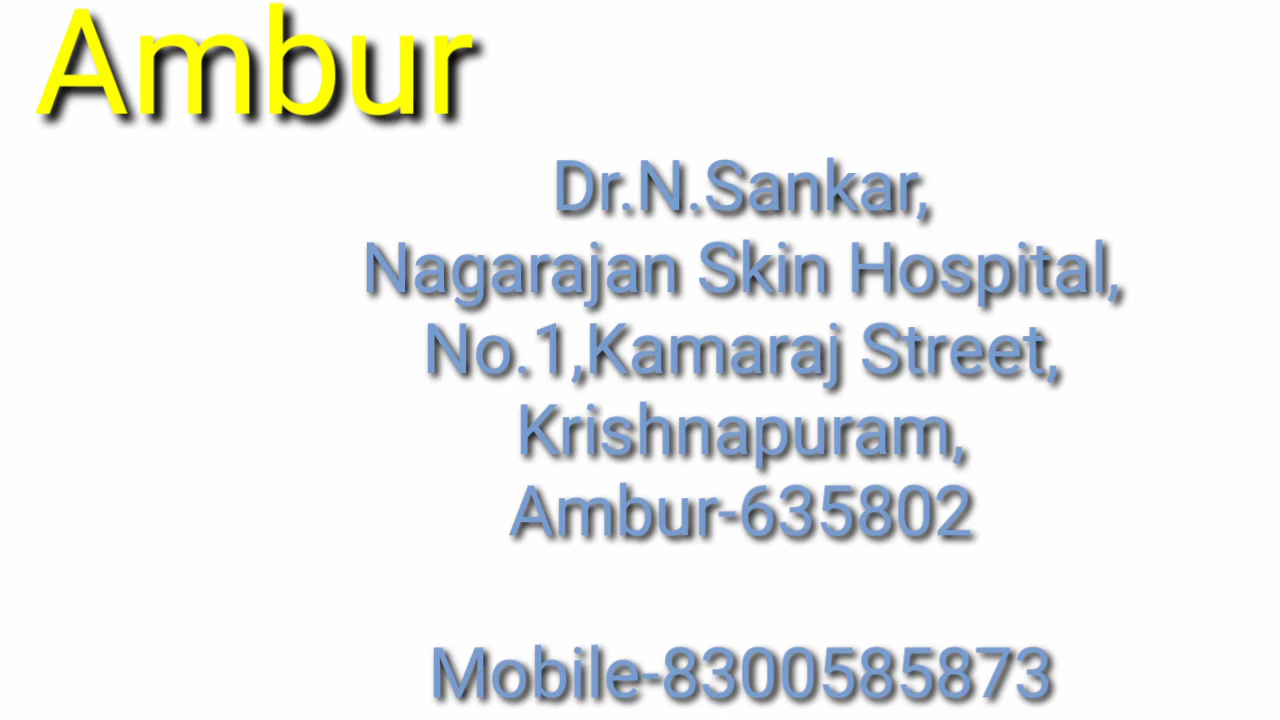 Ambur
Dr.N.Sankar,
Nagarajan Skin Hospital,
No.1,Kamaraj Street,
Krishnapuram,
Ambur-635802
Mobile-8300585873